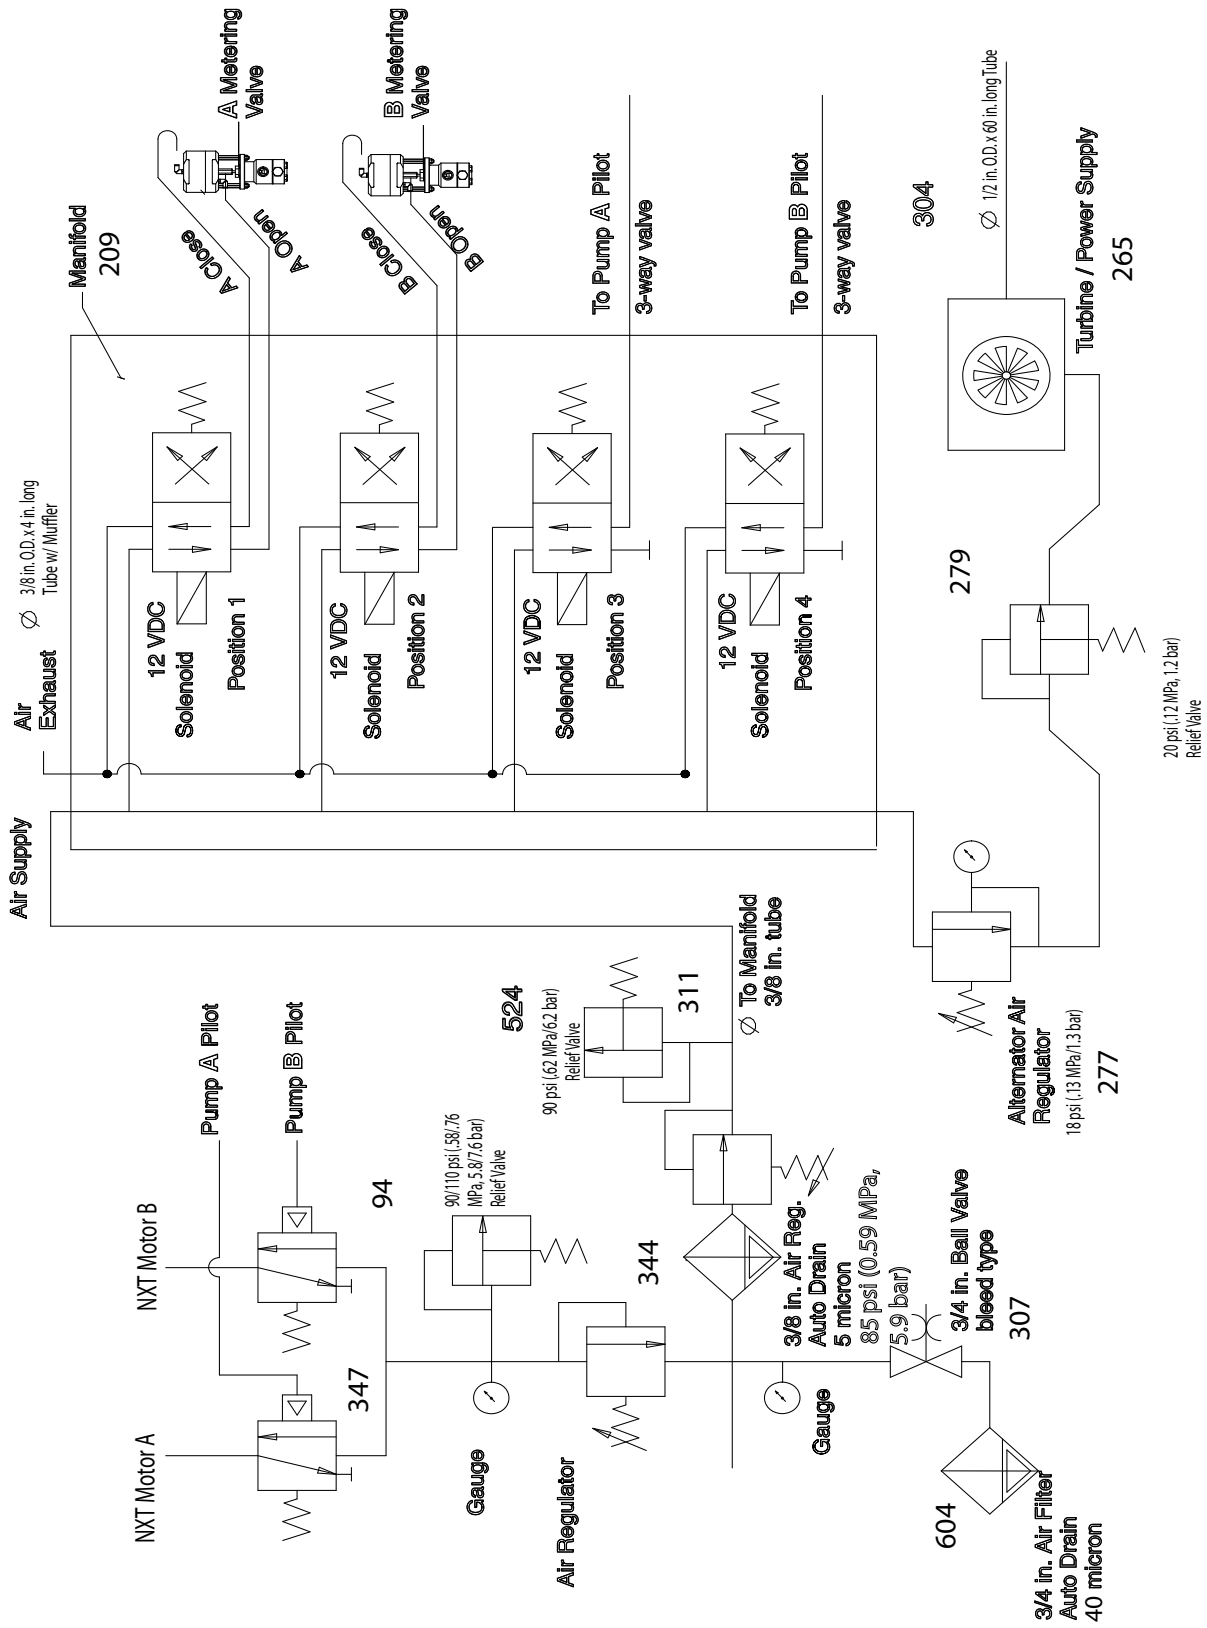 NXT Motor A
NXT Motor B
Pump A Pilot
Pump B Pilot
347
94
Gauge
90/110 psi (.58/.76
MPa, 5.8/7.6 bar)
Relief Valve
Air Regulator
344
524
90 psi (.62 MPa/6.2 bar)
Relief Valve
311
To Manifold
3/8 in. tube
3/8 in. Air Reg.
Auto Drain
5 micron
85 psi (0.59 MPa,
5.9 bar)
Gauge
3/4 in. Ball Valve
bleed type
307
604
3/4 in. Air Filter
Auto Drain
40 micron
Air Supply
Air
Exhaust
Ø 3/8 in. O.D. x 4 in. long
Tube w/ Muffler
Manifold
209
12 VDC
Solenoid
Position 1
12 VDC
Solenoid
Position 2
12 VDC
Solenoid
Position 3
12 VDC
Solenoid
Position 4
A Close
A Open
A Metering
Valve
B Close
B Open
B Metering
Valve
To Pump A Pilot
3-way valve
To Pump B Pilot
3-way valve
Alternator Air
Regulator
18 psi (.13 MPa/1.3 bar)
277
279
20 psi (.12 MPa, 1.2 bar)
Relief Valve
304
Ø 1/2 in. O.D. x 60 in. long Tube
Turbine / Power Supply
265